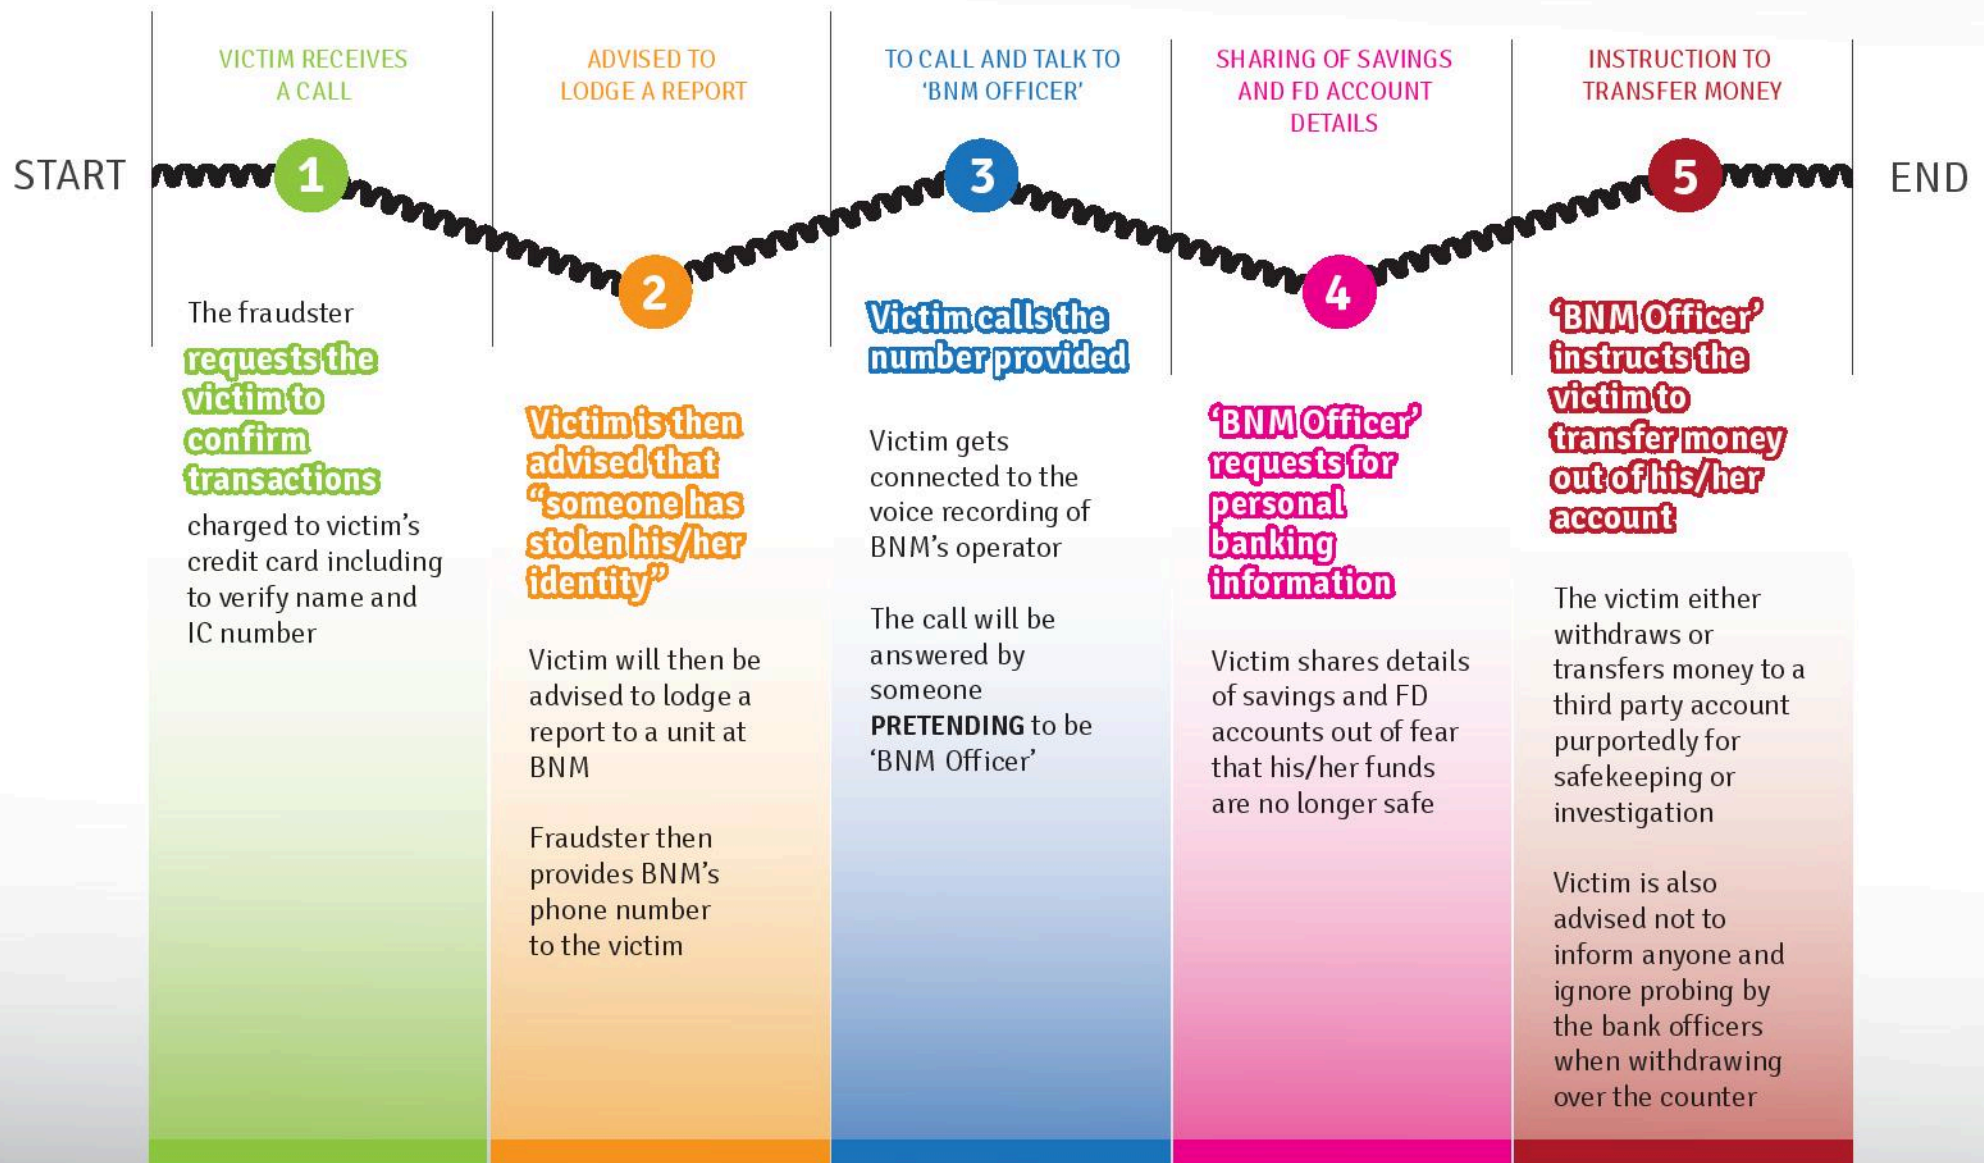 START
VICTIM RECEIVES
A CALL
1
The fraudster
requests the
victim to
confirm
transactions
charged to victim’s
credit card including
to verify name and
IC number
ADVISED TO
LODGE A REPORT
2
Victim is then
advised that
“someone has
stolen his/her
identity”
Victim will then be
advised to lodge a
report to a unit at
BNM
Fraudster then
provides BNM’s
phone number
to the victim
TO CALL AND TALK TO
‘BNM OFFICER’
3
Victim calls the
number provided
Victim gets
connected to the
voice recording of
BNM’s operator
The call will be
answered by
someone
PRETENDING to be
‘BNM Officer’
SHARING OF SAVINGS
AND FD ACCOUNT
DETAILS
4
‘BNM Officer’
requests for
personal
banking
information
Victim shares details
of savings and FD
accounts out of fear
that his/her funds
are no longer safe
INSTRUCTION TO
TRANSFER MONEY
5
‘BNM Officer’
instructs the
victim to
transfer money
out of his/her
account
The victim either
withdraws or
transfers money to a
third party account
purportedly for
safekeeping or
investigation
Victim is also
advised not to
inform anyone and
ignore probing by
the bank officers
when withdrawing
over the counter
END